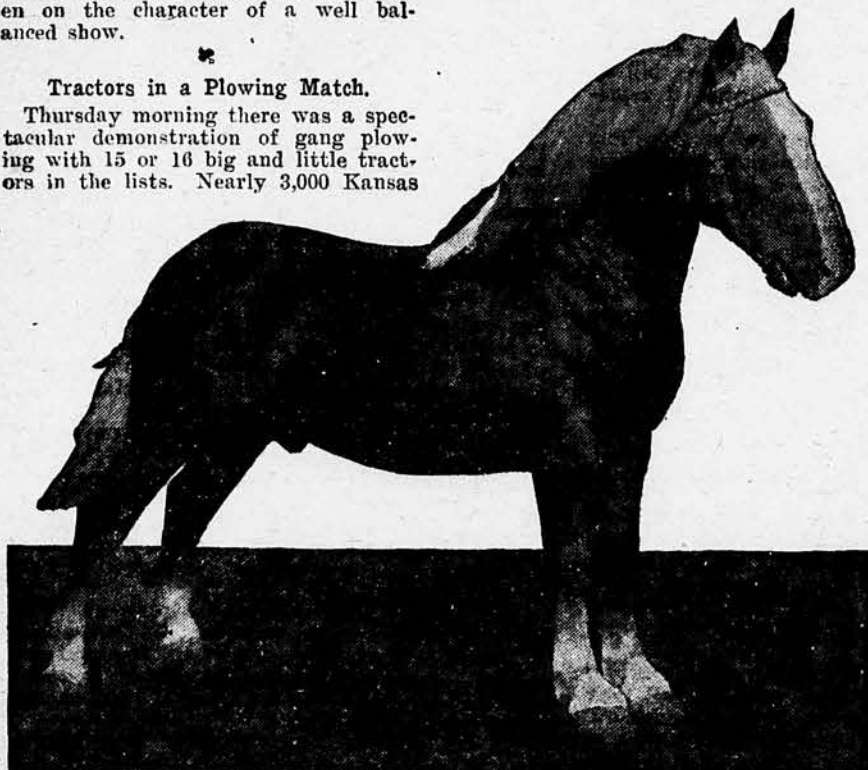 en on the character of a well bal-
anced show.
Tractors in a Plowing Match.
Thursday morning there was a spec-
tacular demonstration of gang plow-
ing with 15 or 16 big and little tract-
ors in the lists. Nearly 3,000 Kansas